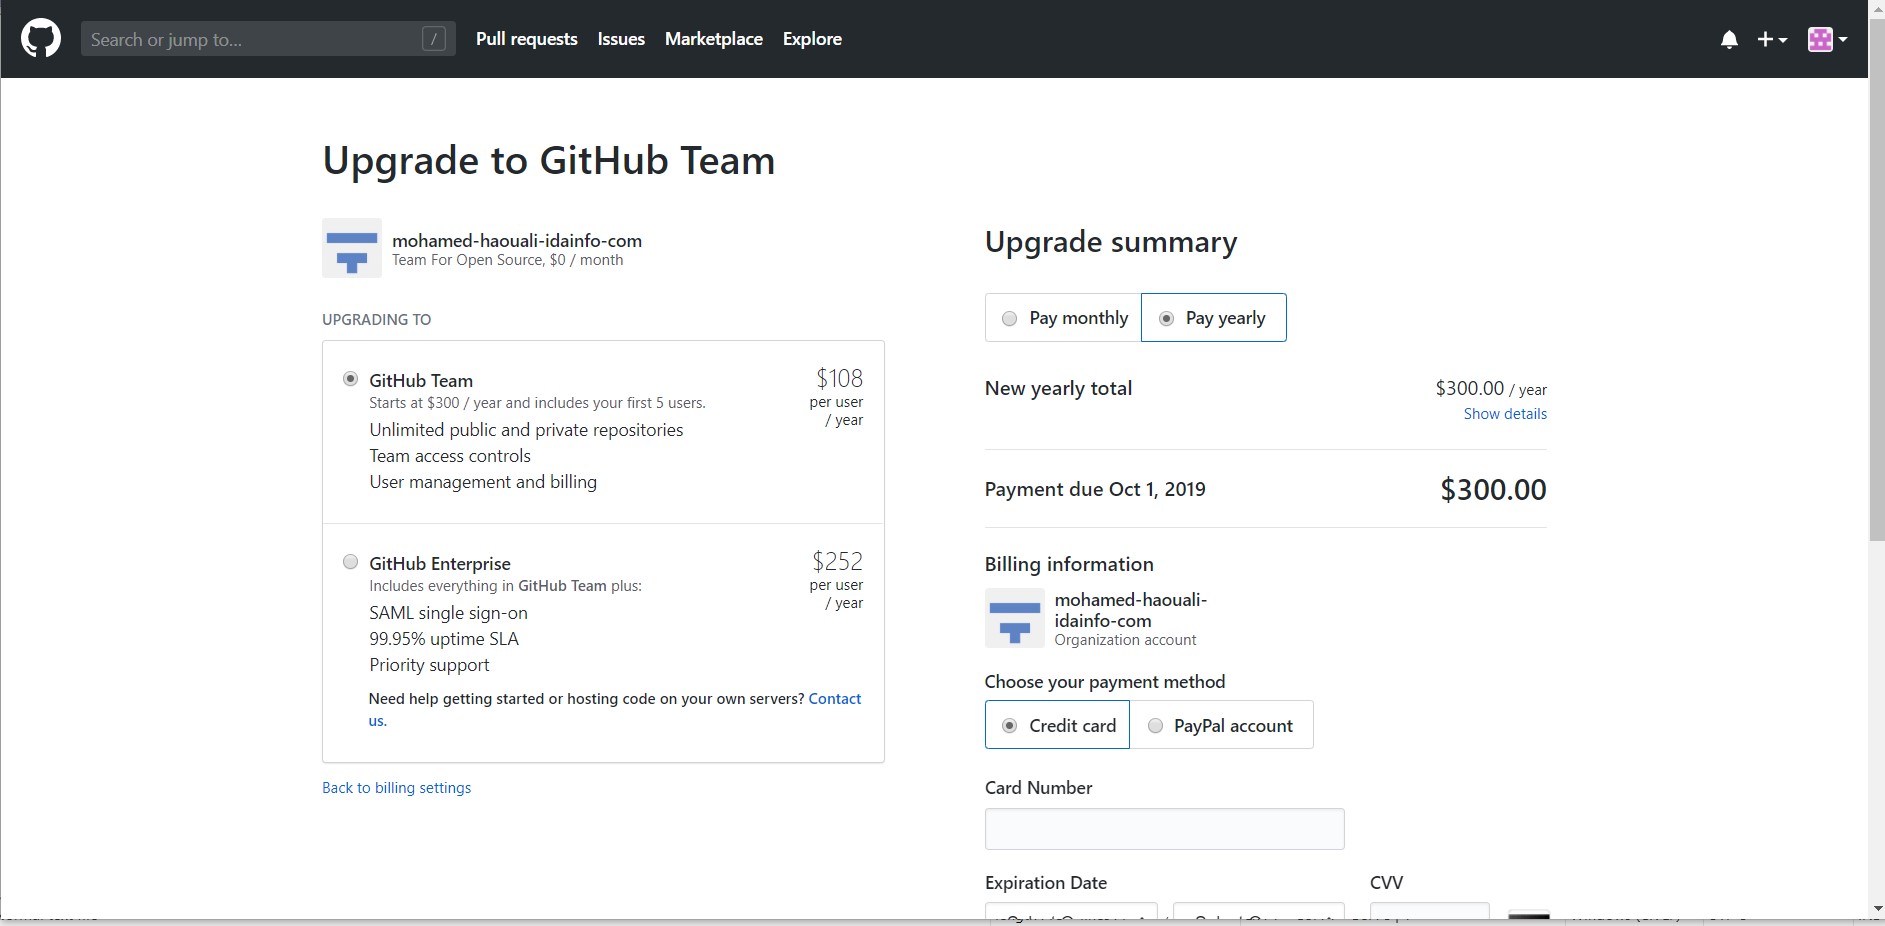 Search or jump to...
/
Pull requests
Issues
Marketplace
Explore
Upgrade to GitHub Team
mohamed-haouali-idainfo-com
Team For Open Source, $0 / month
UPGRADING TO
GitHub Team
$108
Starts at $300 / year and includes your first 5 users.
per user
/ year
Unlimited public and private repositories
Team access controls
User management and billing
GitHub Enterprise
$252
Includes everything in GitHub Team plus:
per user
/ year
SAML single sign-on
99.95% uptime SLA
Priority support
Need help getting started or hosting code on your own servers? Contact
us.
Back to billing settings
Upgrade summary
Pay monthly
Pay yearly
New yearly total
$300.00 / year
Show details
Payment due Oct 1, 2019
$300.00
Billing information
mohamed-haouali-
idainfo-com
Organization account
Choose your payment method
Credit card
PayPal account
Card Number
Expiration Date
CVV